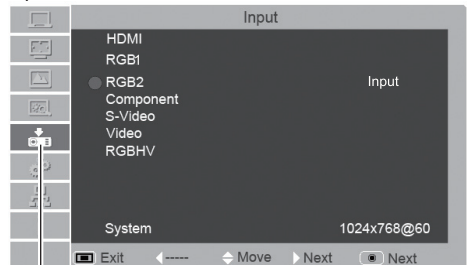 Input
HDMI
RGB1
RGB2 Input
Component
S-Video
Video
RGBHV
System 1024x768@60
Exit ----- Move Next Next